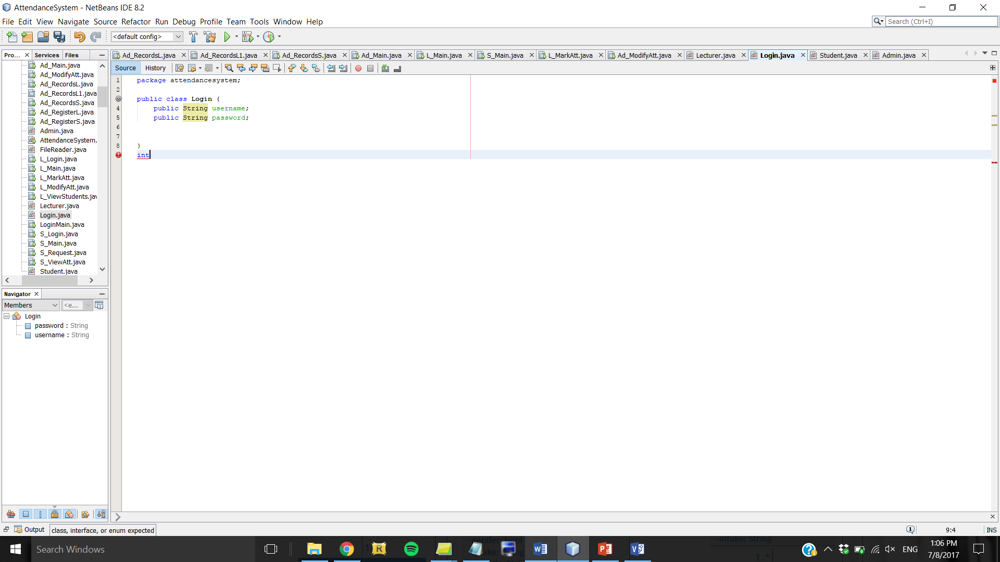 AttendanceSystem - NetBeans IDE 8.2
File Edit View Navigate Source Refactor Run Debug Profile Team Tools Window Help
Search (Ctrl+I)
<default config>
Pro... Services Files
Ad_RecordsL.java Ad_RecordsL1.java Ad_RecordsS.java Ad_Main.java L_Main.java S_Main.java L_MarkAtt.java Ad_ModifyAtt.java Lecturer.java Login.java Student.java Admin.java
Source History
Ad_Main.java
Ad_ModifyAtt.java
Ad_RecordsL.java
Ad_RecordsL1.java
Ad_RecordsS.java
Ad_RegisterL.java
Ad_RegisterS.java
Admin.java
AttendanceSystem.
FileReader.java
L_Login.java
L_Main.java
L_MarkAtt.java
L_ModifyAtt.java
L_ViewStudents.jav
Lecturer.java
Login.java
LoginMain.java
S_Login.java
S_Main.java
S_Request.java
S_ViewAtt.java
Student.java
1 package attendancesystem;
2
public class Login {
4 public String username;
5 public String password;
6
7
8 }
int
Navigator
Members <e...
Login
password : String
username : String
Output class, interface, or enum expected
1 9:4 INS
Search Windows
-gender: bool
-intake: String
1..*
ENG
1:06 PM
7/8/2017